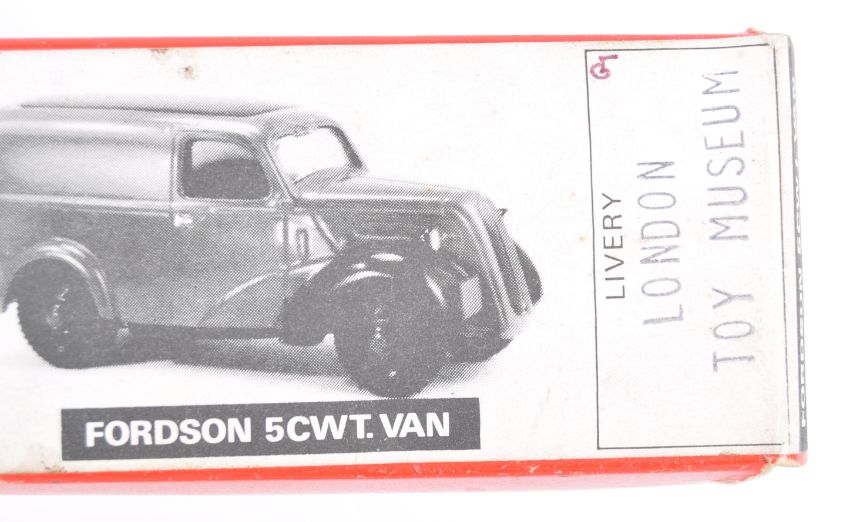 FORDSON 5CWT. VAN
LIVERY
LONDON
TOY MUSEUM